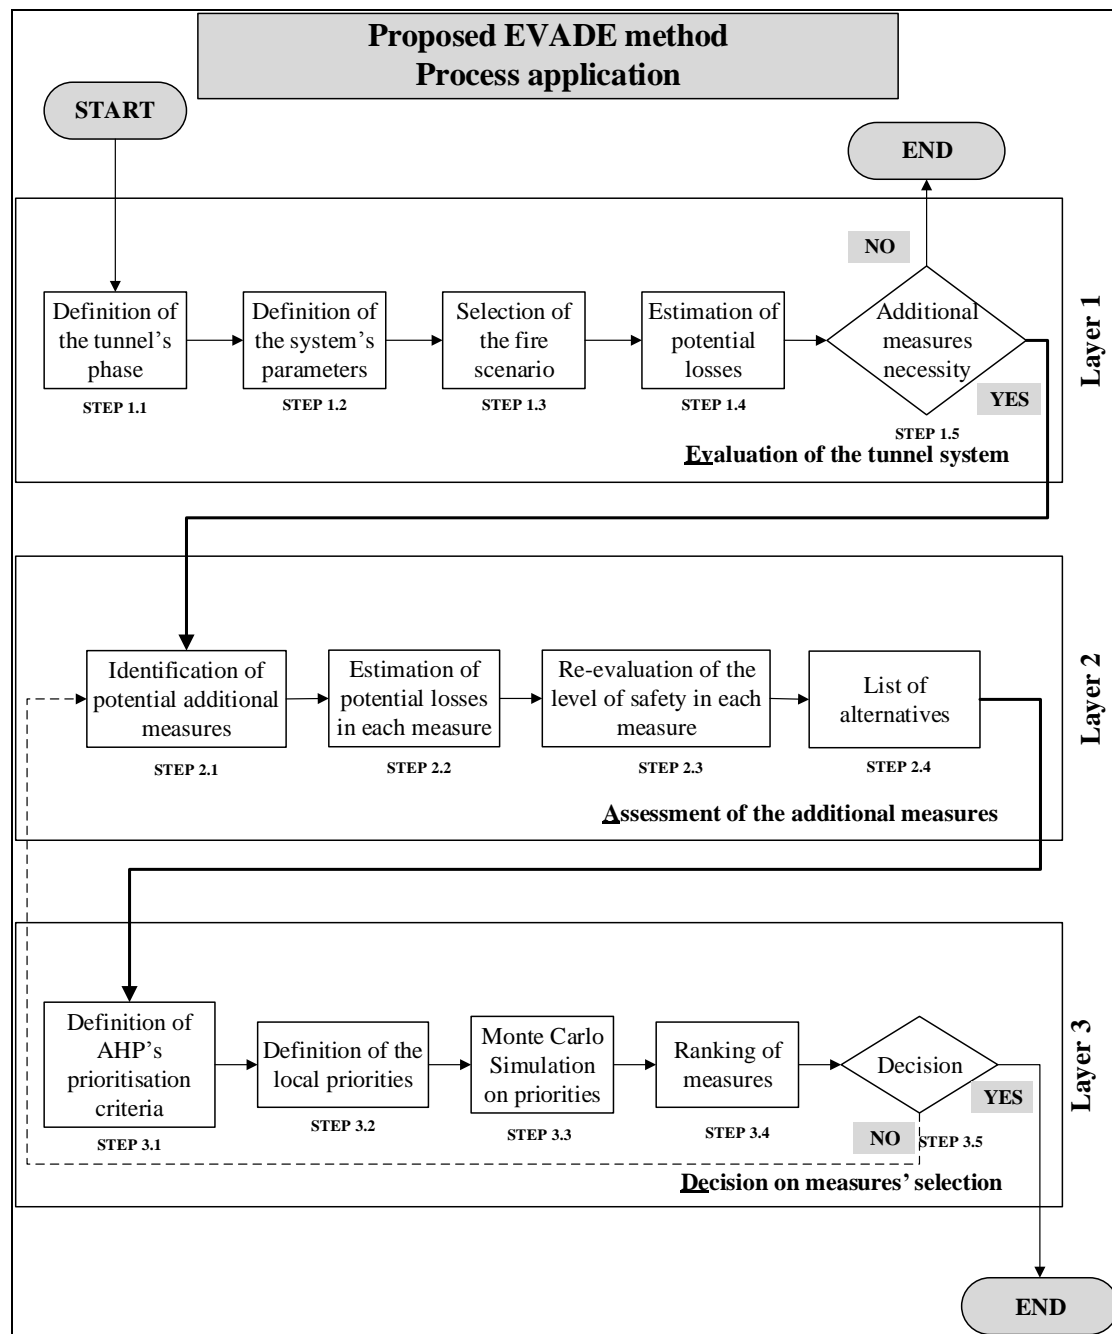 Proposed EVADE method
Process application
START
END
NO
Definition of
the tunnel's
phase
STEP 1.1
Definition of
the system's
parameters
STEP 1.2
Selection of
the fire
scenario
STEP 1.3
Estimation of
potential
losses
STEP 1.4
Additional
measures
necessity
YES
STEP 1.5
Evaluation of the tunnel system
Layer 1
Identification of
potential additional
measures
STEP 2.1
Estimation of
potential losses
in each measure
STEP 2.2
Re-evaluation of the
level of safety in each
measure
STEP 2.3
List of
alternatives
STEP 2.4
Assessment of the additional measures
Layer 2
Definition of
AHP's
prioritisation
criteria
STEP 3.1
Definition of the
local priorities
STEP 3.2
Monte Carlo
Simulation
on priorities
STEP 3.3
Ranking of
measures
STEP 3.4
Decision
YES
NO
STEP 3.5
Decision on measures' selection
Layer 3
END